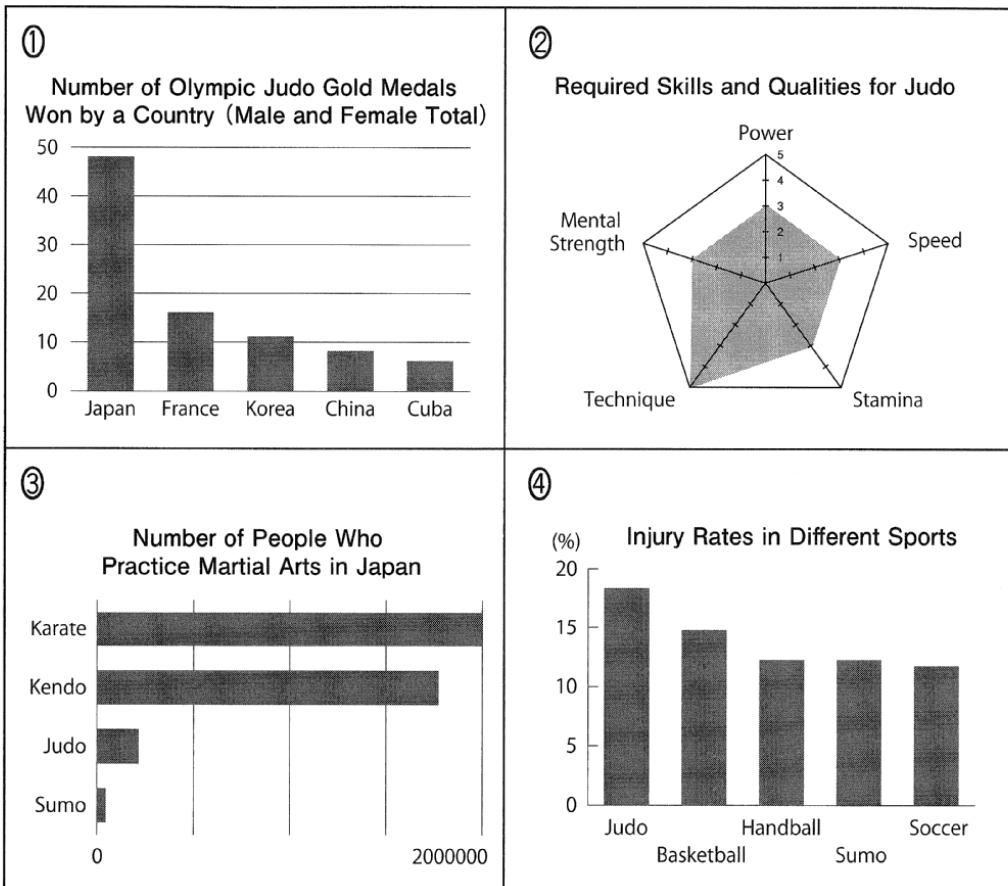 ①
Number of Olympic Judo Gold Medals
Won by a Country (Male and Female Total)
50
40
30
20
10
0
Japan
France
Korea
China
Cuba
②
Required Skills and Qualities for Judo
Power
5
4
3
2
1
Mental
Strength
Speed
Technique
Stamina
③
Number of People Who
Practice Martial Arts in Japan
Karate
Kendo
Judo
Sumo
0
2000000
④
(%)
Injury Rates in Different Sports
20
15
10
5
0
Judo
Basketball
Handball
Sumo
Soccer